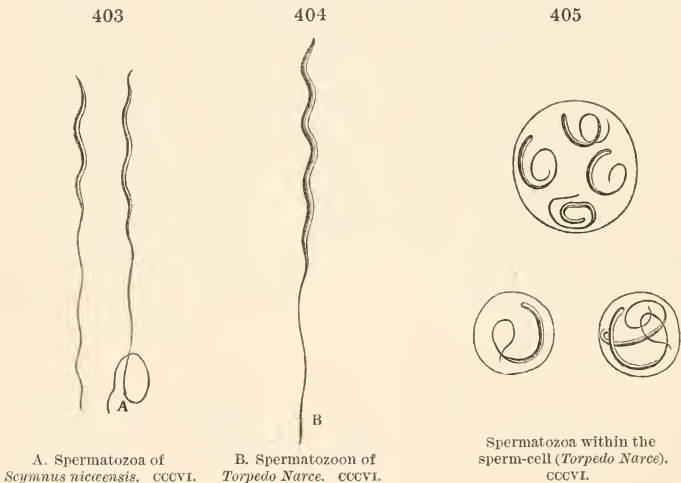 403
404
405
A
B
A. Spermatozoa of
Scymnus nicæensis. CCCVI.
B. Spermatozoon of
Torpedo Narce. CCCVI.
Spermatozoa within the
sperm-cell (Torpedo Narce).
CCCVI.